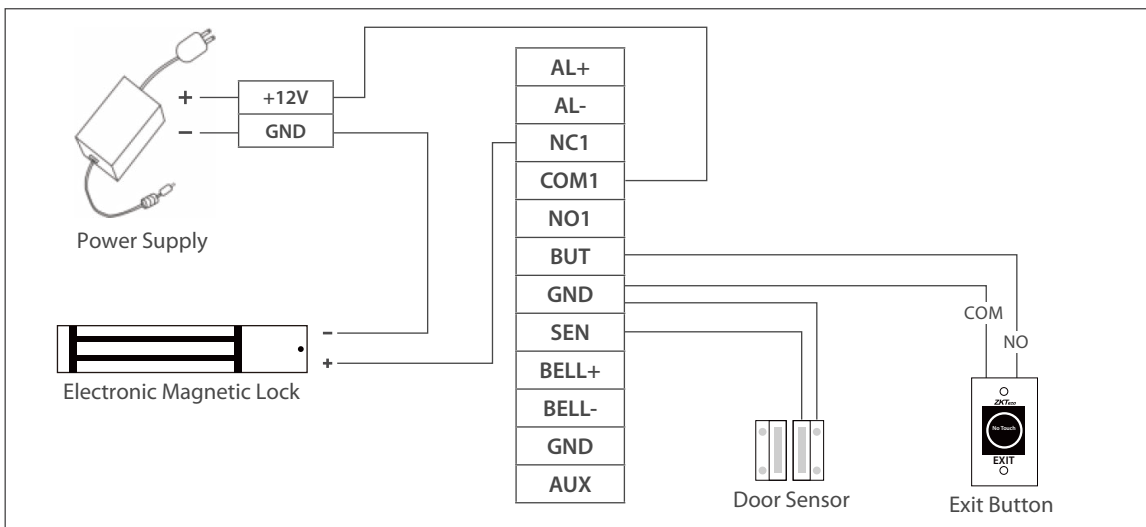 + +12V
− GND
Power Supply
−
+
Electronic Magnetic Lock
AL+
AL-
NC1
COM1
NO1
BUT
GND
SEN
BELL+
BELL-
GND
AUX
Door Sensor
COM
NO
ZKTeco
No Touch
EXIT
Exit Button